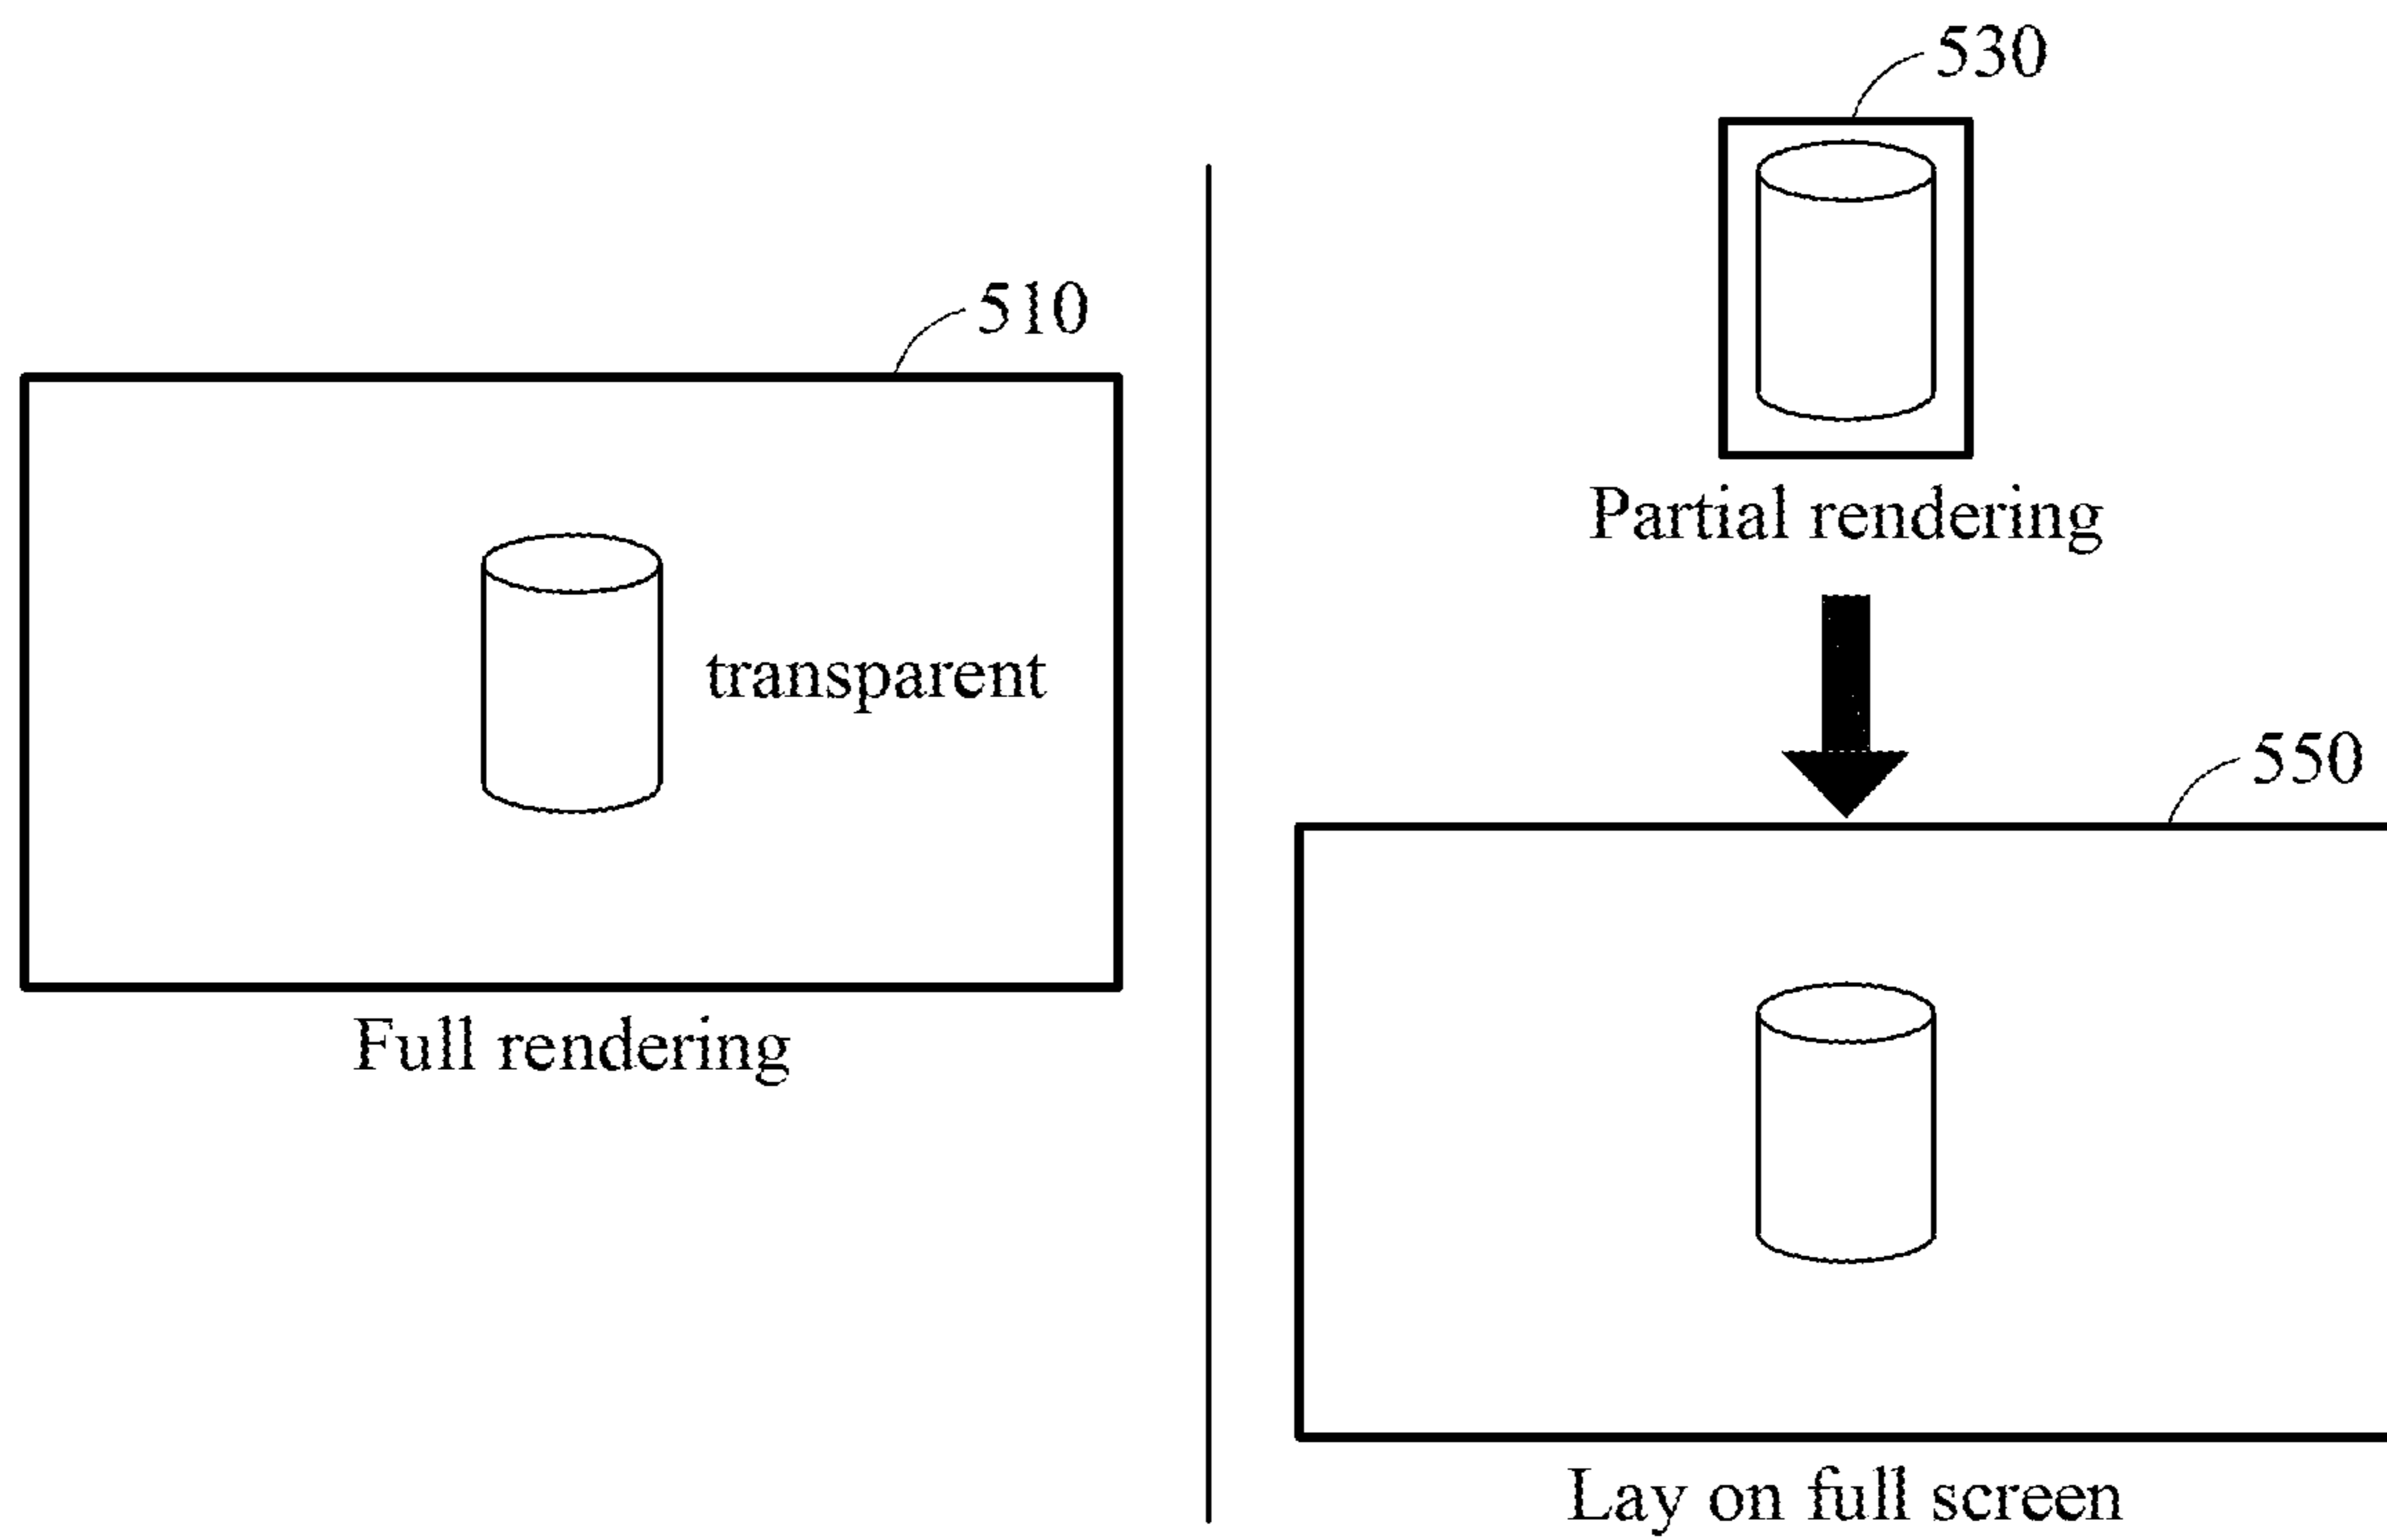 510
transparent
Full rendering
530
Partial rendering
550
Lay on full screen